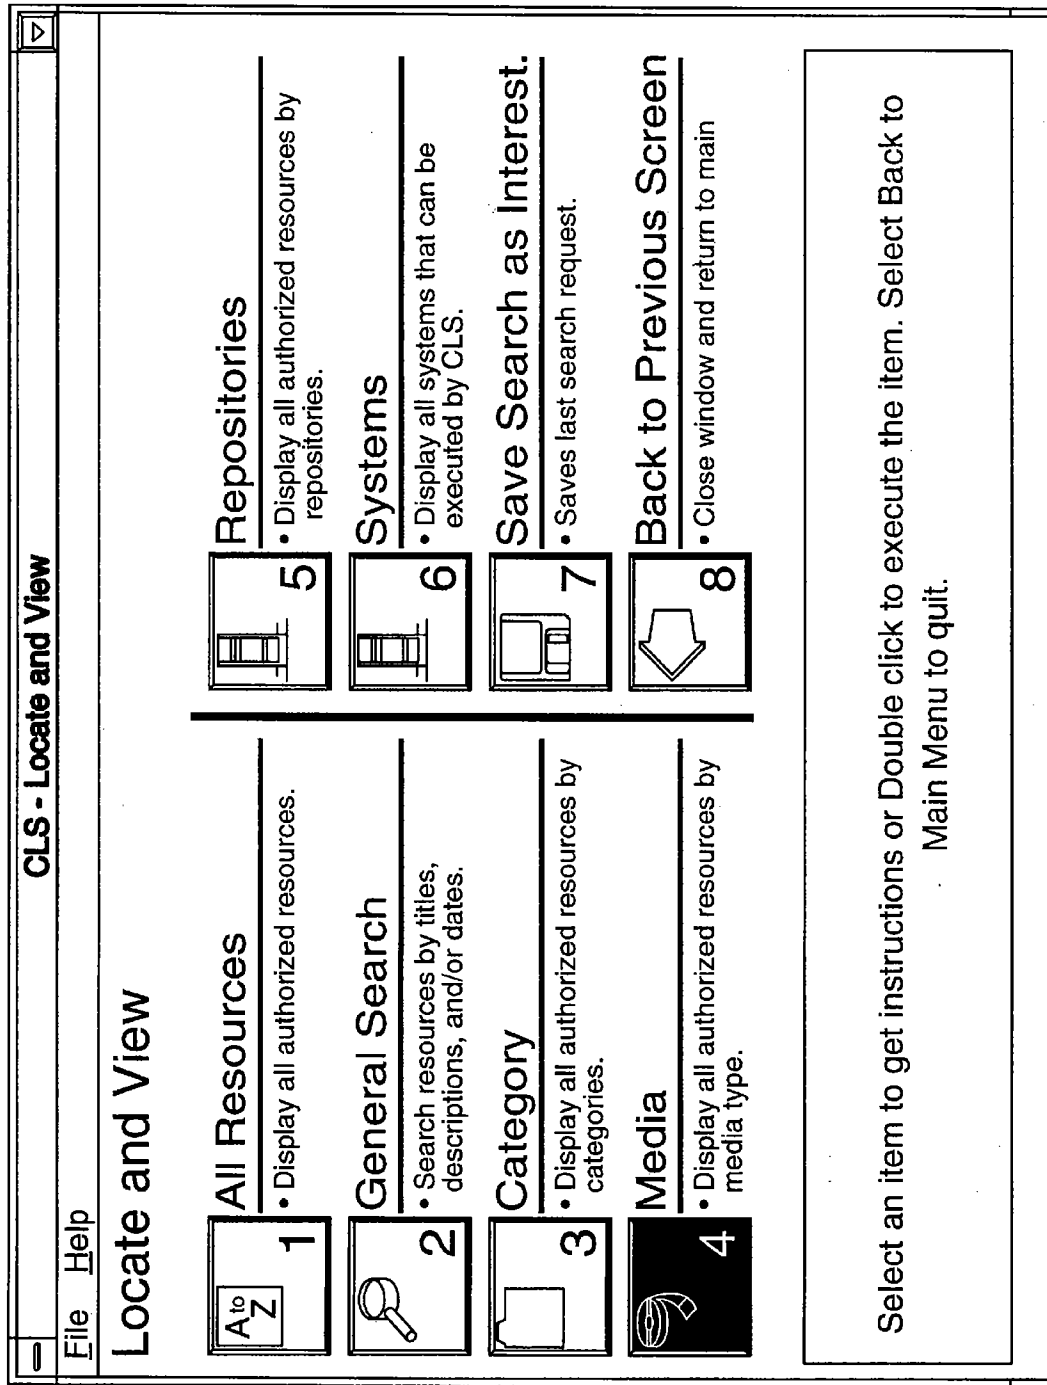 CLS - Locate and View
File Help
Locate and View
A to
Z
1
All Resources
• Display all authorized resources.
2
General Search
• Search resources by titles,
descriptions, and/or dates.
3
Category
• Display all authorized resources by
categories.
4
Media
• Display all authorized resources by
media type.
5
Repositories
• Display all authorized resources by
repositories.
6
Systems
• Display all systems that can be
executed by CLS.
7
Save Search as Interest.
• Saves last search request.
8
Back to Previous Screen
• Close window and return to main
Select an item to get instructions or Double click to execute the item. Select Back to
Main Menu to quit.